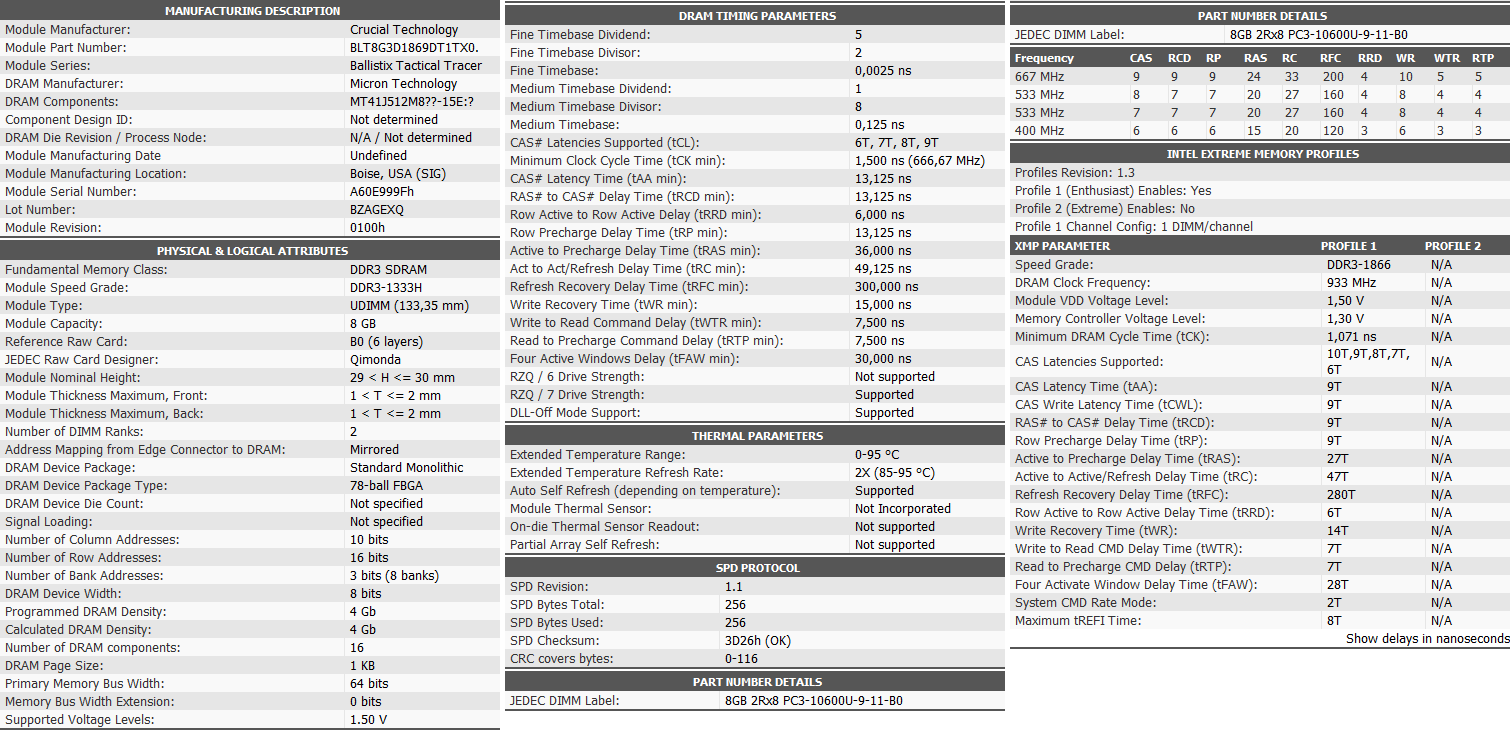 MANUFACTURING DESCRIPTION
Module Manufacturer: Crucial Technology
Module Part Number: BLT8G3D1869DT1TX0.
Module Series: Ballistix Tactical Tracer
DRAM Manufacturer: Micron Technology
DRAM Components: MT41J512M8??-15E:?
Component Design ID: Not determined
DRAM Die Revision / Process Node: N/A / Not determined
Module Manufacturing Date Undefined
Module Manufacturing Location: Boise, USA (SIG)
Module Serial Number: A60E999Fh
Lot Number: BZAGEXQ
Module Revision: 0100h
PHYSICAL & LOGICAL ATTRIBUTES
Fundamental Memory Class: DDR3 SDRAM
Module Speed Grade: DDR3-1333H
Module Type: UDIMM (133,35 mm)
Module Capacity: 8 GB
Reference Raw Card: B0 (6 layers)
JEDEC Raw Card Designer: Qimonda
Module Nominal Height: 29 < H <= 30 mm
Module Thickness Maximum, Front: 1 < T <= 2 mm
Module Thickness Maximum, Back: 1 < T <= 2 mm
Number of DIMM Ranks: 2
Address Mapping from Edge Connector to DRAM: Mirrored
DRAM Device Package: Standard Monolithic
DRAM Device Package Type: 78-ball FBGA
DRAM Device Die Count: Not specified
Signal Loading: Not specified
Number of Column Addresses: 10 bits
Number of Row Addresses: 16 bits
Number of Bank Addresses: 3 bits (8 banks)
DRAM Device Width: 8 bits
Programmed DRAM Density: 4 Gb
Calculated DRAM Density: 4 Gb
Number of DRAM components: 16
DRAM Page Size: 1 KB
Primary Memory Bus Width: 64 bits
Memory Bus Width Extension: 0 bits
Supported Voltage Levels: 1.50 V
DRAM TIMING PARAMETERS
Fine Timebase Dividend: 5
Fine Timebase Divisor: 2
Fine Timebase: 0,0025 ns
Medium Timebase Dividend: 1
Medium Timebase Divisor: 8
Medium Timebase: 0,125 ns
CAS# Latencies Supported (tCL): 6T, 7T, 8T, 9T
Minimum Clock Cycle Time (tCK min): 1,500 ns (666,67 MHz)
CAS# Latency Time (tAA min): 13,125 ns
RAS# to CAS# Delay Time (tRCD min): 13,125 ns
Row Active to Row Active Delay (tRRD min): 6,000 ns
Row Precharge Delay Time (tRP min): 13,125 ns
Active to Precharge Delay Time (tRAS min): 36,000 ns
Act to Act/Refresh Delay Time (tRC min): 49,125 ns
Refresh Recovery Delay Time (tRFC min): 300,000 ns
Write Recovery Time (tWR min): 15,000 ns
Write to Read Command Delay (tWTR min): 7,500 ns
Read to Precharge Command Delay (tRTP min): 7,500 ns
Four Active Windows Delay (tFAW min): 30,000 ns
RZQ / 6 Drive Strength: Not supported
RZQ / 7 Drive Strength: Supported
DLL-Off Mode Support: Supported
THERMAL PARAMETERS
Extended Temperature Range: 0-95 ºC
Extended Temperature Refresh Rate: 2X (85-95 ºC)
Auto Self Refresh (depending on temperature): Supported
Module Thermal Sensor: Not Incorporated
On-die Thermal Sensor Readout: Not supported
Partial Array Self Refresh: Not supported
SPD PROTOCOL
SPD Revision: 1.1
SPD Bytes Total: 256
SPD Bytes Used: 256
SPD Checksum: 3D26h (OK)
CRC covers bytes: 0-116
PART NUMBER DETAILS
JEDEC DIMM Label: 8GB 2Rx8 PC3-10600U-9-11-B0
PART NUMBER DETAILS
JEDEC DIMM Label: 8GB 2Rx8 PC3-10600U-9-11-B0
Frequency CAS RCD RP RAS RC RFC RRD WR WTR RTP
667 MHz 9 9 9 24 33 200 4 10 5 5
533 MHz 8 7 7 20 27 160 4 8 4 4
533 MHz 7 7 7 20 27 160 4 8 4 4
400 MHz 6 6 6 15 20 120 3 6 3 3
INTEL EXTREME MEMORY PROFILES
Profiles Revision: 1.3
Profile 1 (Enthusiast) Enables: Yes
Profile 2 (Extreme) Enables: No
Profile 1 Channel Config: 1 DIMM/channel
XMP PARAMETER PROFILE 1 PROFILE 2
Speed Grade: DDR3-1866 N/A
DRAM Clock Frequency: 933 MHz N/A
Module VDD Voltage Level: 1,50 V N/A
Memory Controller Voltage Level: 1,30 V N/A
Minimum DRAM Cycle Time (tCK): 1,071 ns N/A
CAS Latencies Supported: 10T,9T,8T,7T, N/A
6T
CAS Latency Time (tAA): 9T N/A
CAS Write Latency Time (tCWL): 9T N/A
RAS# to CAS# Delay Time (tRCD): 9T N/A
Row Precharge Delay Time (tRP): 9T N/A
Active to Precharge Delay Time (tRAS): 27T N/A
Active to Active/Refresh Delay Time (tRC): 47T N/A
Refresh Recovery Delay Time (tRFC): 280T N/A
Row Active to Row Active Delay Time (tRRD): 6T N/A
Write Recovery Time (tWR): 14T N/A
Write to Read CMD Delay Time (tWTR): 7T N/A
Read to Precharge CMD Delay (tRTP): 7T N/A
Four Activate Window Delay Time (tFAW): 28T N/A
System CMD Rate Mode: 2T N/A
Maximum tREFI Time: 8T N/A
Show delays in nanoseconds